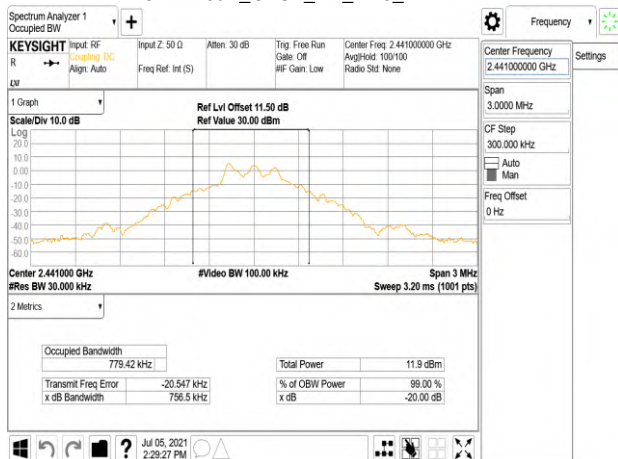 Spectrum Analyzer 1
Occupied BW
Frequency
KEYSIGHT
Input: RF
Coupling: DC
Align: Auto
Input Z: 50 Ω
Freq Ref: Int (S)
Atten: 30 dB
Trig: Free Run
Gate: Off
#IF Gain: Low
Center Freq: 2.441000000 GHz
Avg|Hold: 100/100
Radio Std: None
R
LXI
Center Frequency
2.441000000 GHz
Settings
Span
3.0000 MHz
CF Step
300.000 kHz
Auto
Man
Freq Offset
0 Hz
1 Graph
Scale/Div 10.0 dB
Ref Lvl Offset 11.50 dB
Ref Value 30.00 dBm
Log
20.0
10.0
0.00
-10.0
-20.0
-30.0
-40.0
-50.0
-60.0
Center 2.441000 GHz
#Video BW 100.00 kHz
Span 3 MHz
#Res BW 30.000 kHz
Sweep 3.20 ms (1001 pts)
2 Metrics
Occupied Bandwidth
779.42 kHz
Total Power 11.9 dBm
Transmit Freq Error -20.547 kHz
% of OBW Power 99.00 %
x dB Bandwidth 756.5 kHz
x dB -20.00 dB
Jul 05, 2021
2:29:27 PM